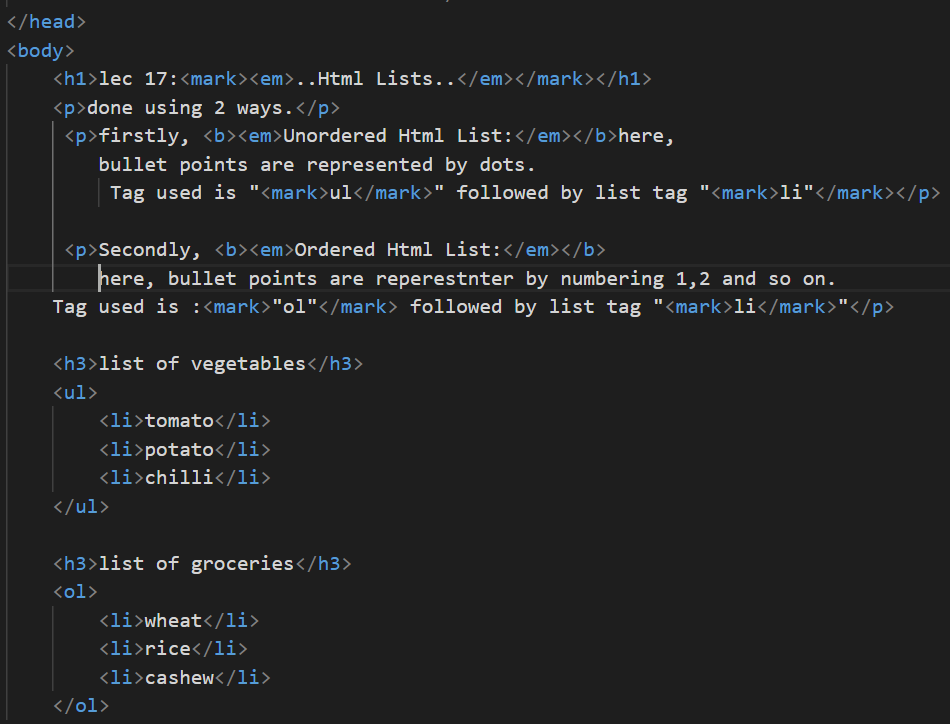 </head>
<body>
<h1>lec 17:<mark><em>..Html Lists..</em></mark></h1>
<p>done using 2 ways.</p>
<p>firstly, <b><em>Unordered Html List:</em></b>here,
bullet points are represented by dots.
Tag used is "<mark>ul</mark>" followed by list tag "<mark>li"</mark></p>
<p>Secondly, <b><em>Ordered Html List:</em></b>
here, bullet points are reperestnter by numbering 1,2 and so on.
Tag used is :<mark>"ol"</mark> followed by list tag "<mark>li</mark>"</p>
<h3>list of vegetables</h3>
<ul>
<li>tomato</li>
<li>potato</li>
<li>chilli</li>
</ul>
<h3>list of groceries</h3>
<ol>
<li>wheat</li>
<li>rice</li>
<li>cashew</li>
</ol>